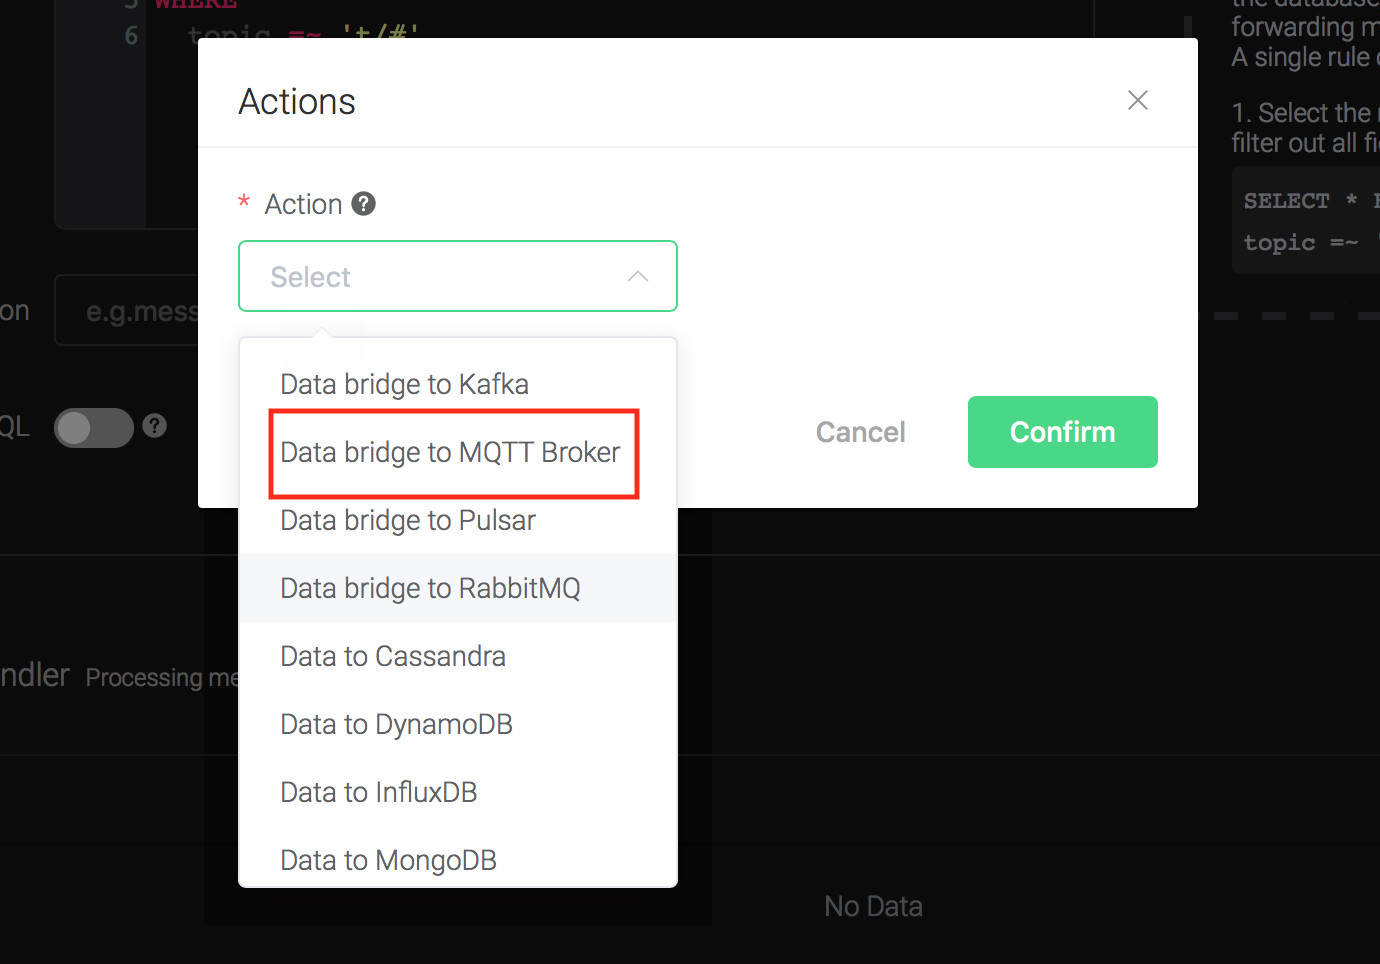 5 WHERE
6 topic =~ 't/#'
the database
forwarding m
A single rule
1. Select the
filter out all fi
SELECT *
topic =~
Actions
* Action ?
Select
on e.g.mess
QL ?
Data bridge to Kafka
Data bridge to MQTT Broker
Data bridge to Pulsar
Data bridge to RabbitMQ
Data to Cassandra
Data to DynamoDB
Data to InfluxDB
Data to MongoDB
Cancel
Confirm
ndler Processing me
No Data